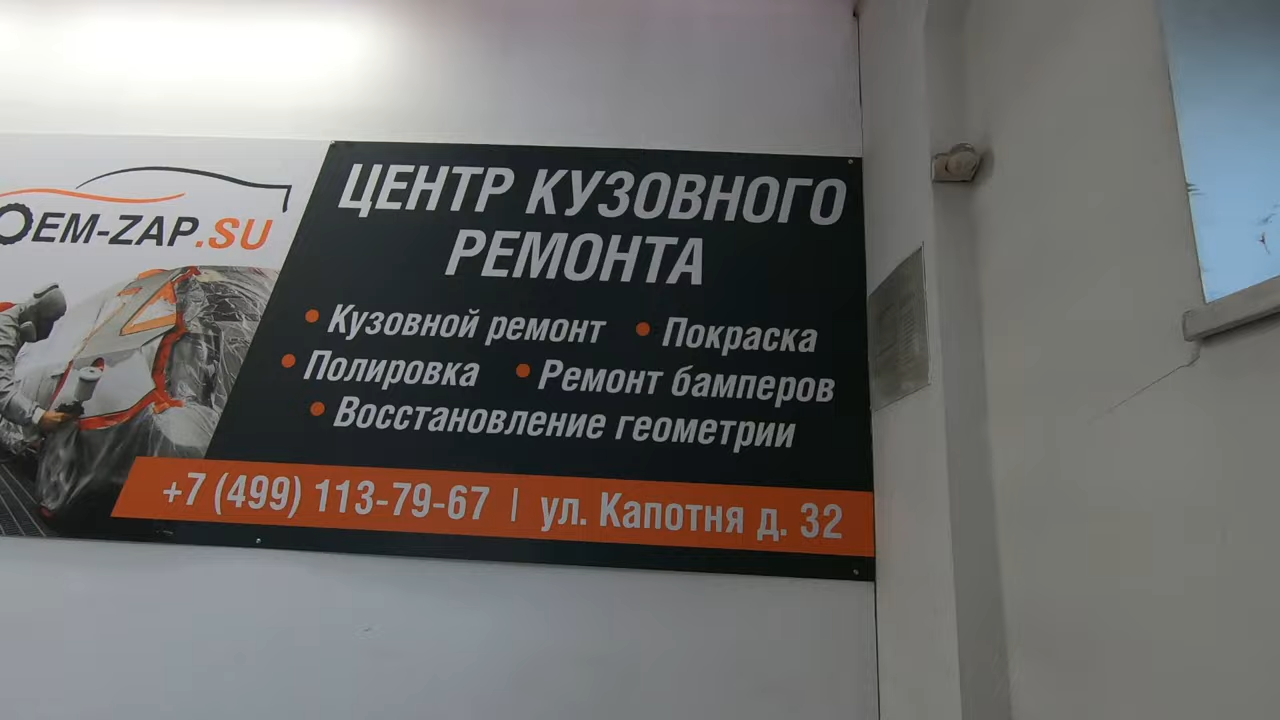 OEM-ZAP.SU
ЦЕНТР КУЗОВНОГО
РЕМОНТА
• Кузовной ремонт • Покраска
• Полировка • Ремонт бамперов
• Восстановление геометрии
+7 (499) 113-79-67 | ул. Капотня д. 32